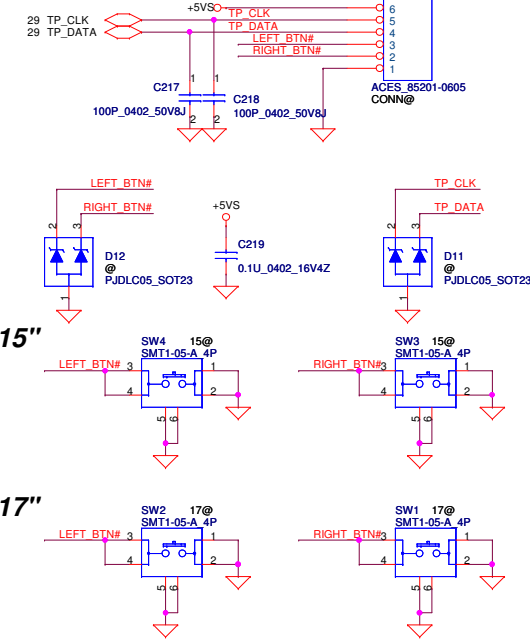 +5VS
6
29 TP_CLK
TP_CLK
5
29 TP_DATA
TP_DATA
4
LEFT_BTN#
3
RIGHT_BTN#
2
1
ACES_85201-0605
CONN@
1
1
C217
C218
100P_0402_50V8J
100P_0402_50V8J
2
2
LEFT_BTN#
RIGHT_BTN#
2
3
D12
@
PJDLC05_SOT23
1
+5VS
C219
0.1U_0402_16V4Z
TP_CLK
TP_DATA
2
3
D11
@
PJDLC05_SOT23
1
15"
SW4 15@
SMT1-05-A_4P
LEFT_BTN#
3
1
4
2
5
6
SW3 15@
SMT1-05-A_4P
RIGHT_BTN#
3
1
4
2
5
6
17"
SW2 17@
SMT1-05-A_4P
LEFT_BTN#
3
1
4
2
5
6
SW1 17@
SMT1-05-A_4P
RIGHT_BTN#
3
1
4
2
5
6